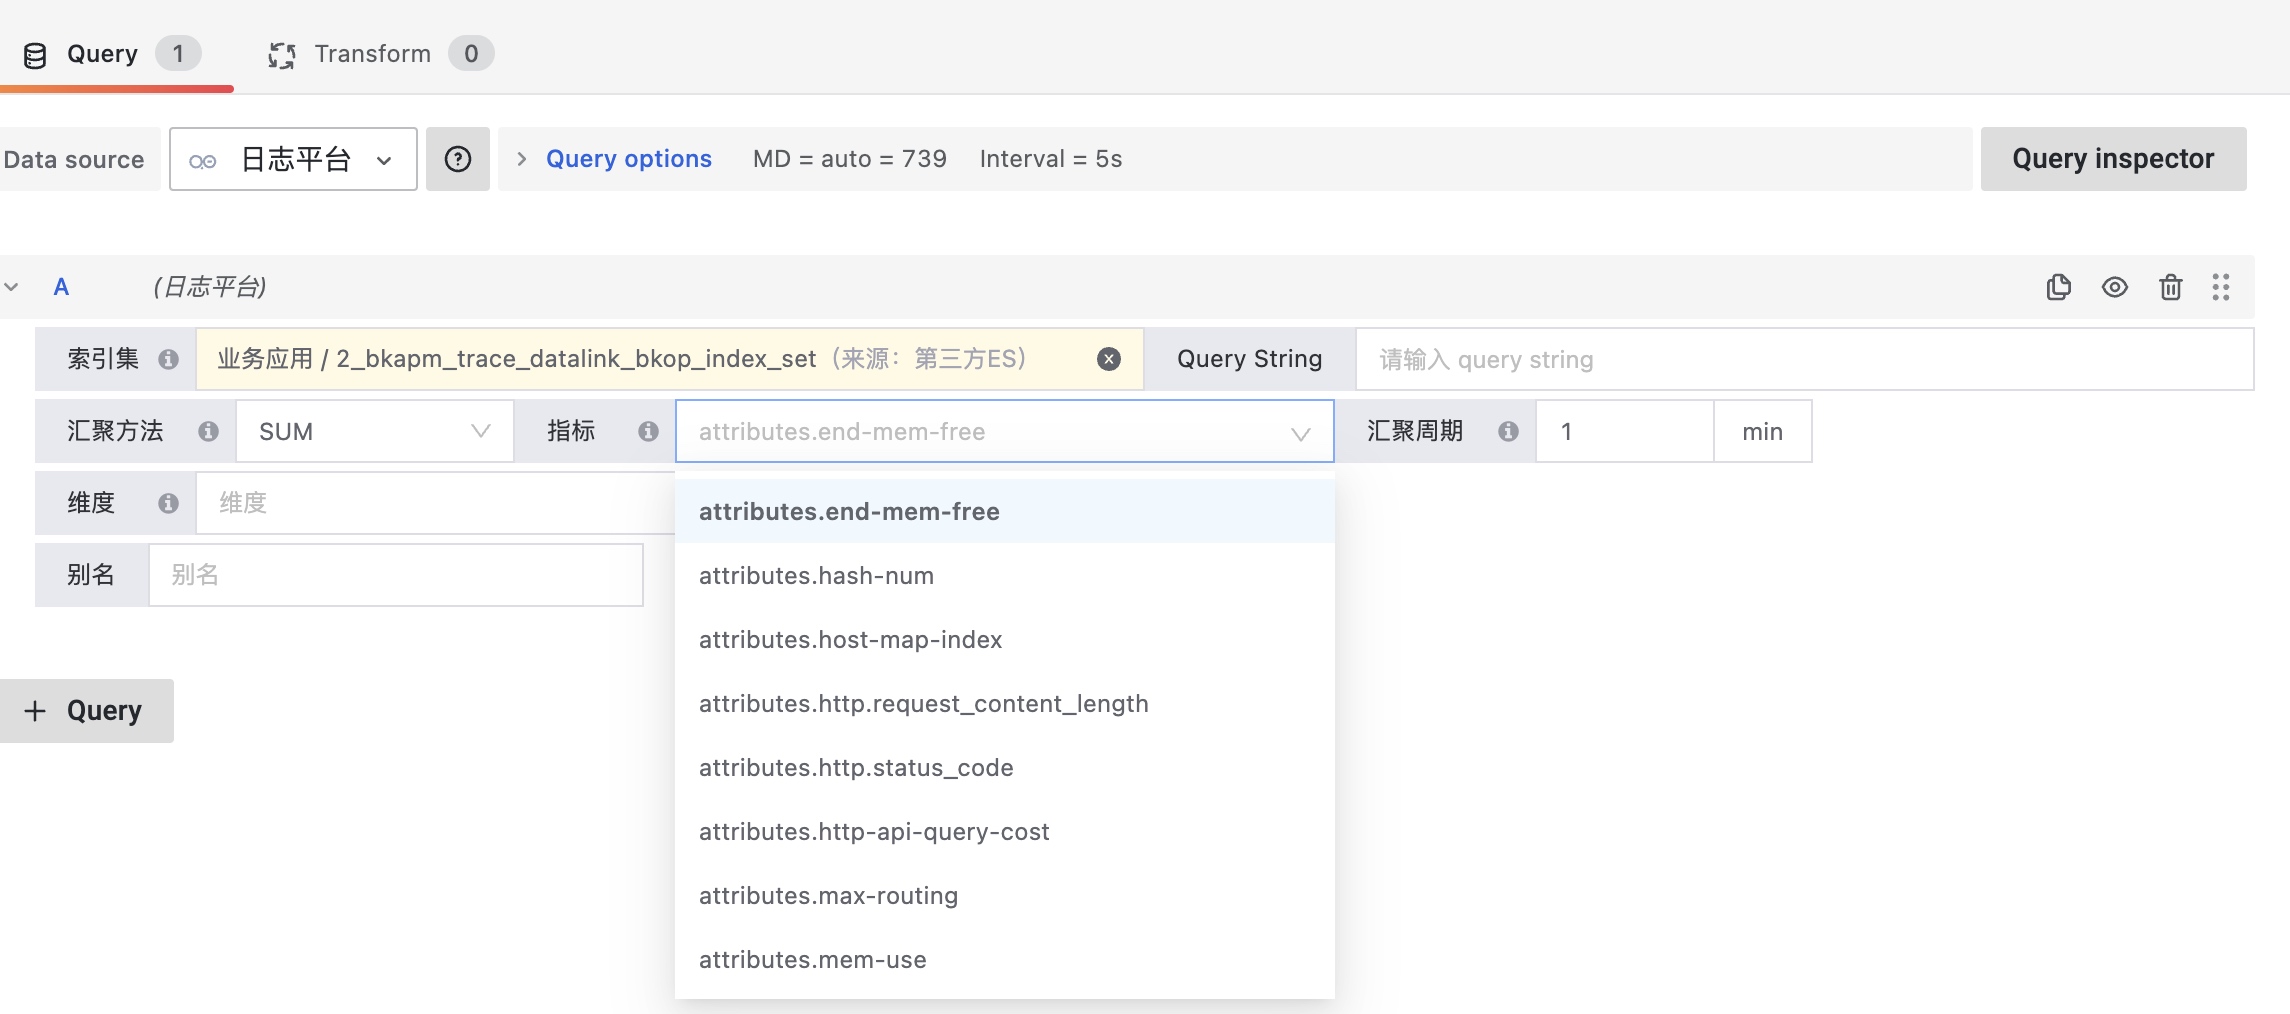 Query 1 Transform 0
Data source 日志平台 Query options MD = auto = 739 Interval = 5s Query inspector
A (日志平台)
索引集 业务应用 / 2_bkapm_trace_datalink_bkop_index_set（来源：第三方ES） Query String 请输入 query string
汇聚方法 SUM 指标 attributes.end-mem-free 汇聚周期 1 min
维度 维度
attributes.end-mem-free
别名 别名
attributes.hash-num
attributes.host-map-index
+ Query
attributes.http.request_content_length
attributes.http.status_code
attributes.http-api-query-cost
attributes.max-routing
attributes.mem-use